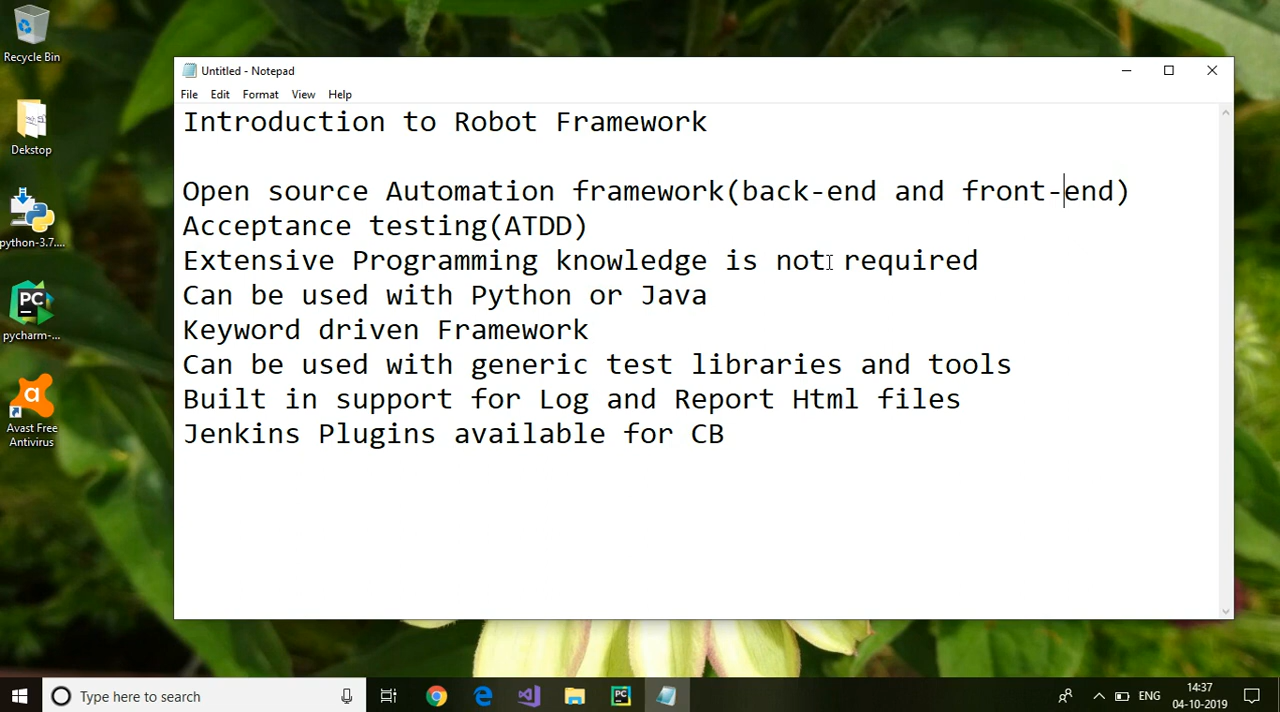 Recycle Bin
Dekstop
python-3.7....
pycharm-...
Avast Free
Antivirus
Untitled - Notepad
File Edit Format View Help
Introduction to Robot Framework
Open source Automation framework(back-end and front-end)
Acceptance testing(ATDD)
Extensive Programming knowledge is not required
Can be used with Python or Java
Keyword driven Framework
Can be used with generic test libraries and tools
Built in support for Log and Report Html files
Jenkins Plugins available for CB
Type here to search
ENG
14:37
04-10-2019